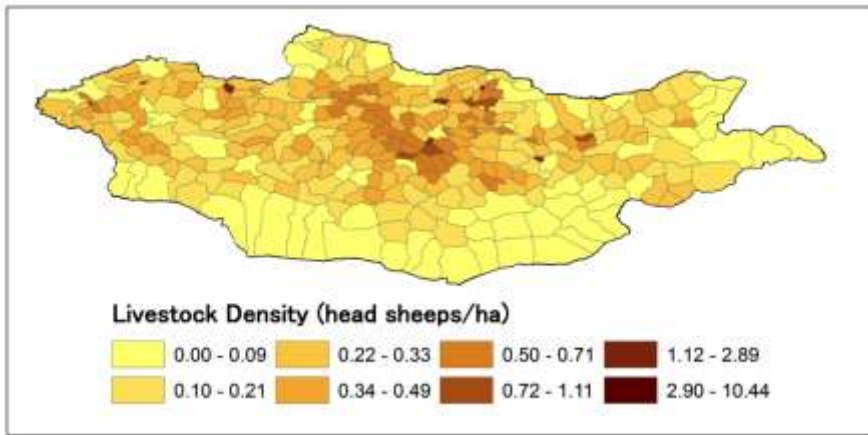 Livestock Density (head sheeps/ha)
0.00 - 0.09 0.22 - 0.33 0.50 - 0.71 1.12 - 2.89
0.10 - 0.21 0.34 - 0.49 0.72 - 1.11 2.90 - 10.44